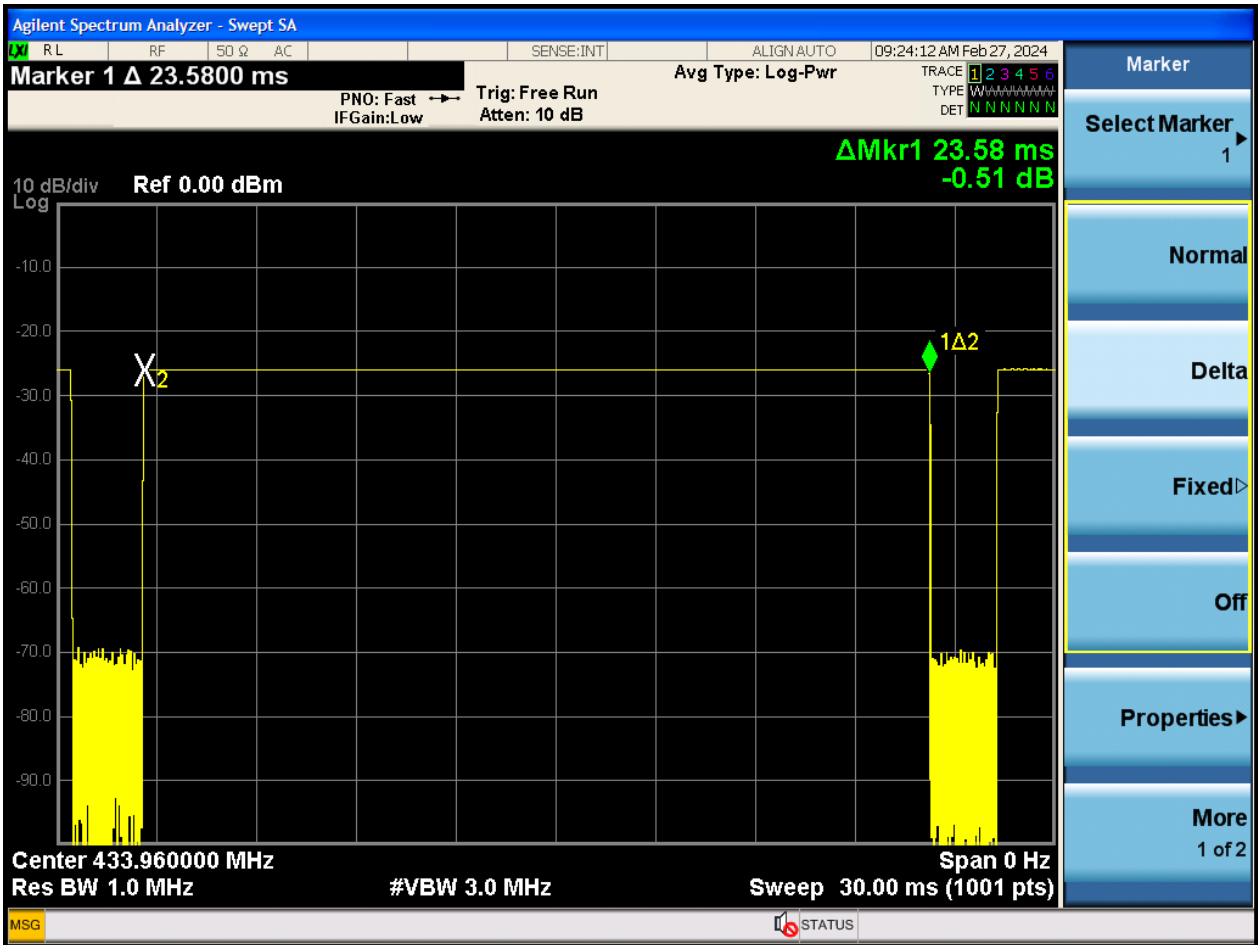 Agilent Spectrum Analyzer - Swept SA
LXI RL RF 50 Ω AC SENSE:INT ALIGN AUTO 09:24:12 AM Feb 27, 2024
Marker 1 Δ 23.5800 ms
PNO: Fast
IFGain:Low
Trig: Free Run
Atten: 10 dB
Avg Type: Log-Pwr
TRACE 1 2 3 4 5 6
TYPE WWWWWW
DET N N N N N N
ΔMkr1 23.58 ms
-0.51 dB
10 dB/div Ref 0.00 dBm
Log
-10.0
-20.0
-30.0
-40.0
-50.0
-60.0
-70.0
-80.0
-90.0
X2
1Δ2
Center 433.960000 MHz Span 0 Hz
Res BW 1.0 MHz #VBW 3.0 MHz Sweep 30.00 ms (1001 pts)
MSG STATUS
Marker
Select Marker
1
Normal
Delta
Fixed
Off
Properties
More
1 of 2